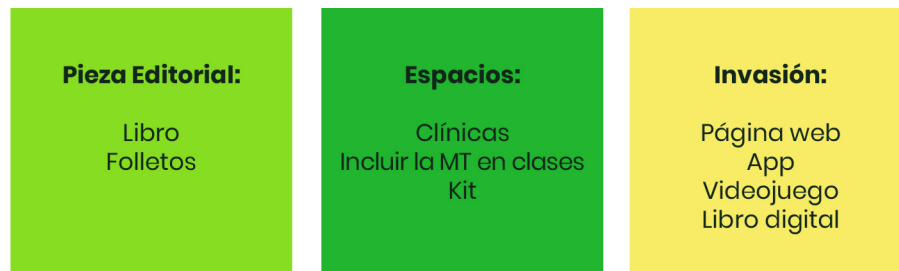 Pieza Editorial:
Libro
Folletos
Espacios:
Clínicas
Incluir la MT en clases
Kit
Invasión:
Página web
App
Videojuego
Libro digital